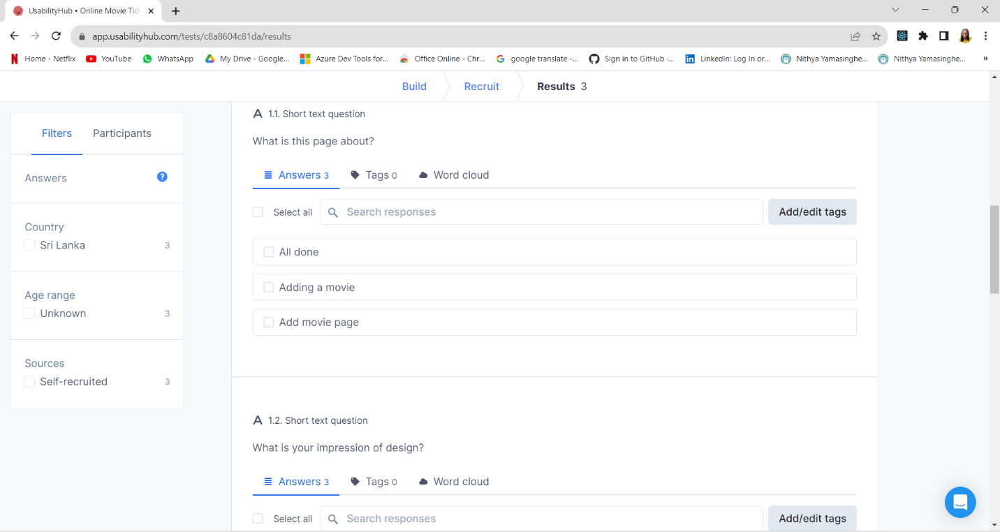 UsabilityHub • Online Movie Tic
app.usabilityhub.com/tests/c8a8604c81da/results
Home - Netflix YouTube WhatsApp My Drive - Google... Azure Dev Tools for... Office Online - Chr... google translate -... Sign in to GitHub ·... LinkedIn: Log In or... Nithya Yamasinghe... Nithya Yamasinghe... »
Build Recruit Results 3
Filters Participants
Answers ?
Country
Sri Lanka 3
Age range
Unknown 3
Sources
Self-recruited 3
A 1.1. Short text question
What is this page about?
Answers 3 Tags 0 Word cloud
Select all Search responses Add/edit tags
All done
Adding a movie
Add movie page
A 1.2. Short text question
What is your impression of design?
Answers 3 Tags 0 Word cloud
Select all Search responses Add/edit tags